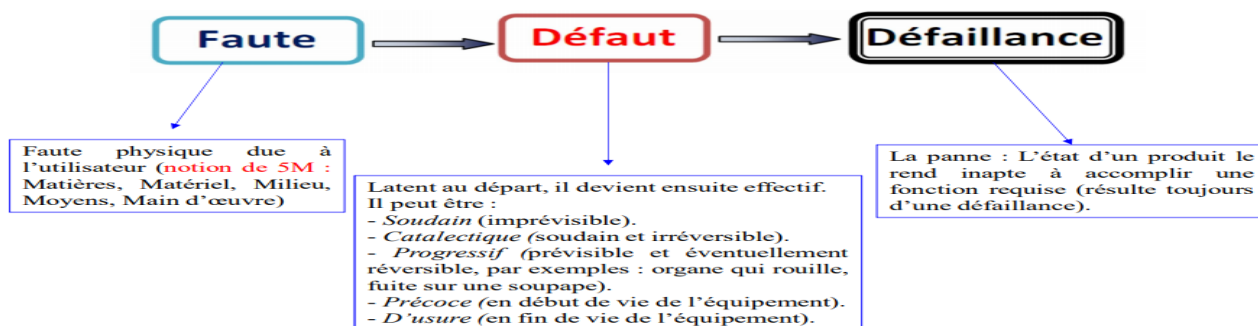 Faute
Défaut
Défaillance
Faute physique due à
l'utilisateur (notion de 5M :
Matières, Matériel, Milieu,
Moyens, Main d'œuvre)
Latent au départ, il devient ensuite effectif.
Il peut être :
- Soudain (imprévisible).
- Catalectique (soudain et irréversible).
- Progressif (prévisible et éventuellement
réversible, par exemples : organe qui rouille,
fuite sur une soupape).
- Précoce (en début de vie de l'équipement).
- D'usure (en fin de vie de l'équipement).
La panne : L'état d'un produit le
rend inapte à accomplir une
fonction requise (résulte toujours
d'une défaillance).